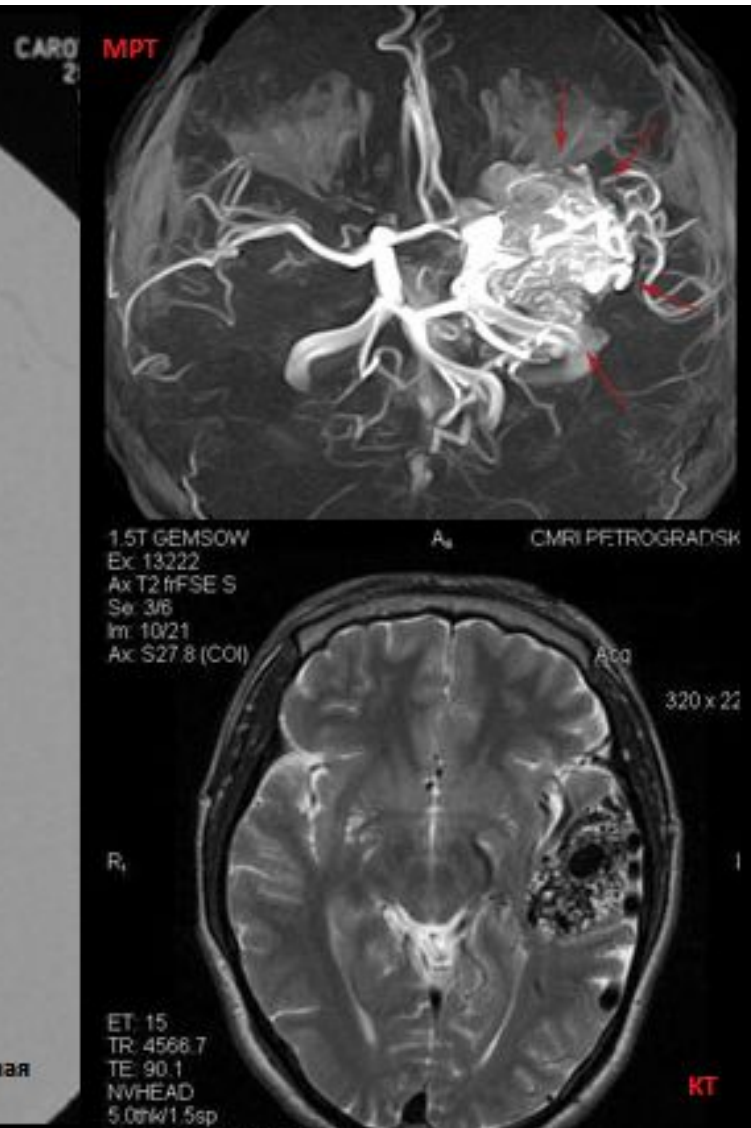 CARO
2
МРТ
1.5T GEMSOW
Ex: 13222
Ax T2 frFSE S
Se: 3/6
Im: 10/21
Ax: S27.8 (COI)
A
CMRI PETROGRADSK
Acq
320 x 22
R
ET: 15
TR: 4566.7
TE: 90.1
NVHEAD
5.0thk/1.5sp
ная
КТ